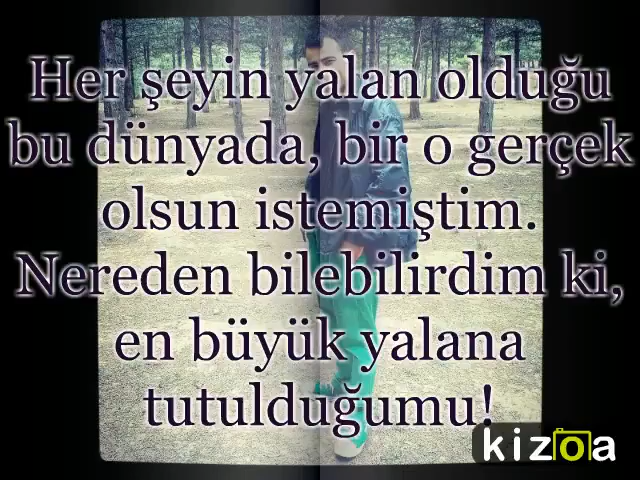 Her şeyin yalan olduğu
bu dünyada, bir o gerçek
olsun istemiştim.
Nereden bilebilirdim ki,
en büyük yalana
tutulduğumu!
kizoa